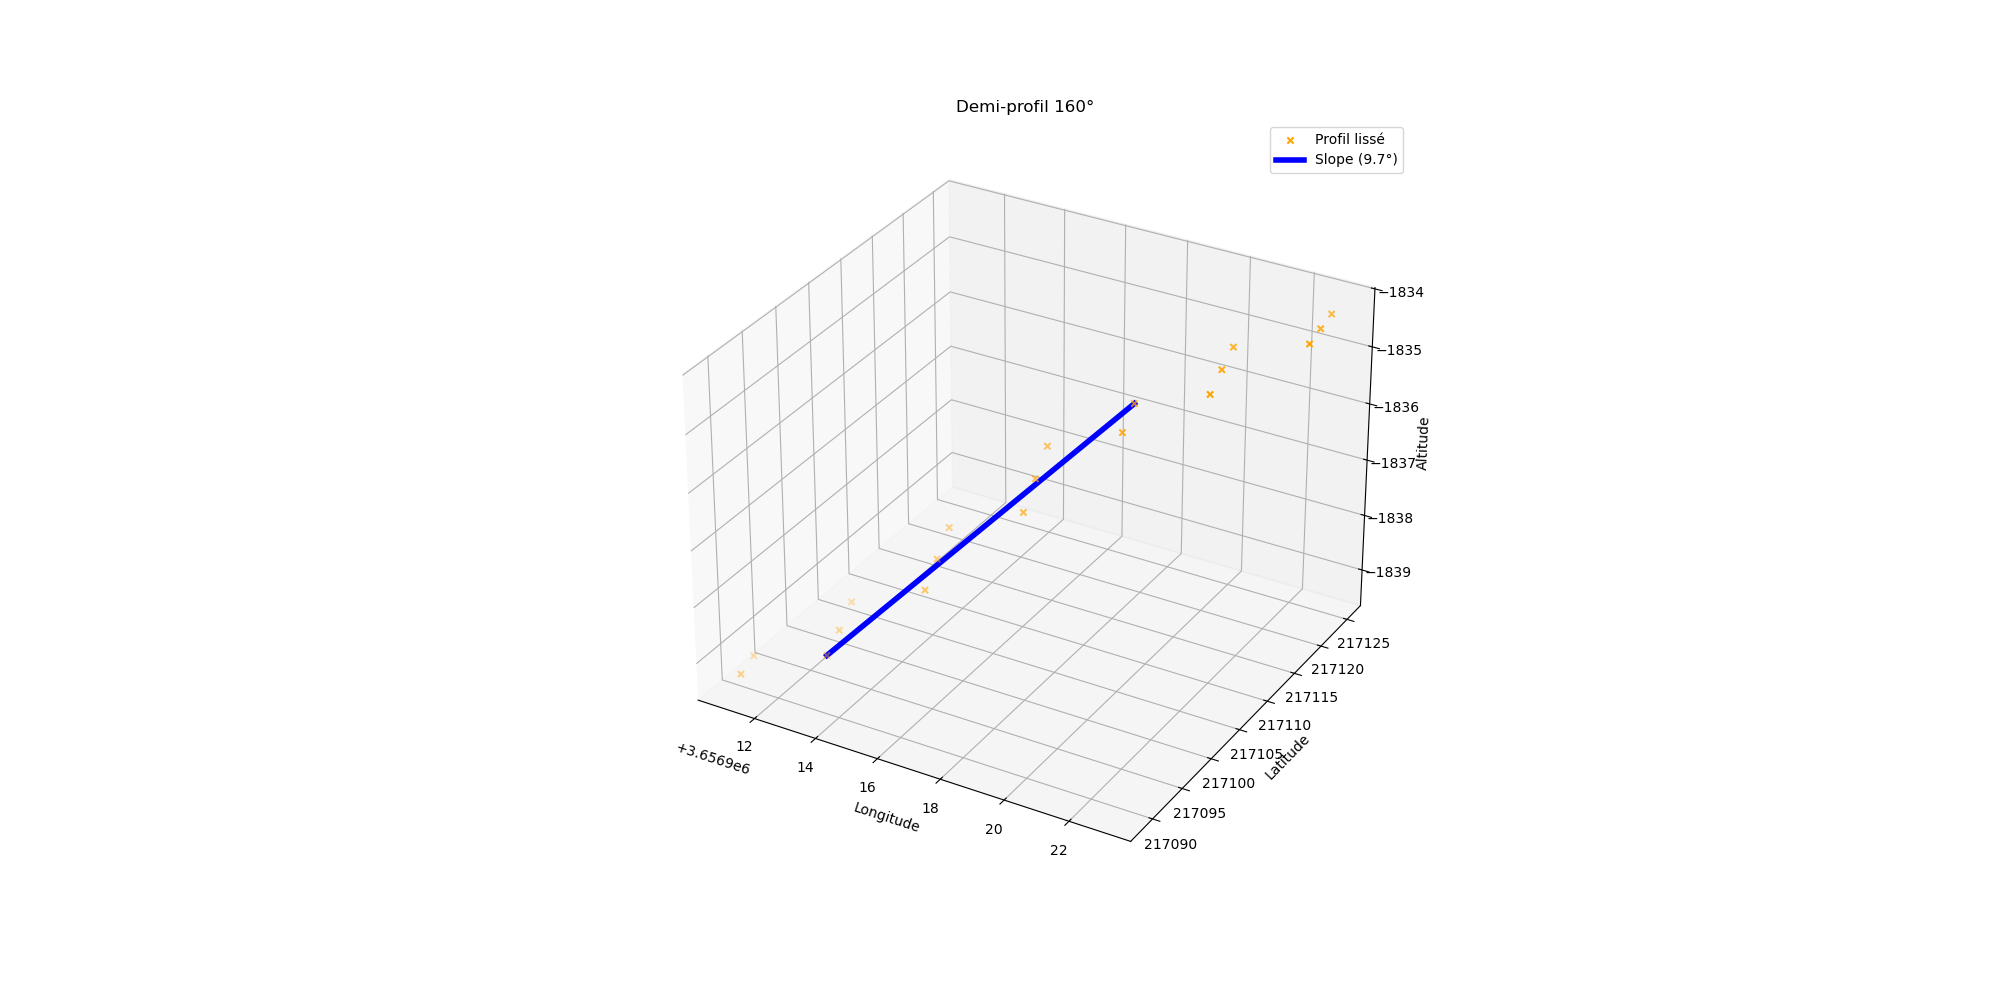 Demi-profil 160°
Profil lissé
Slope (9.7°)
−1834
−1835
−1836
−1837
−1838
−1839
Altitude
217125
217120
217115
217110
217105
217100
217095
217090
Latitude
12
14
16
18
20
22
+3.6569e6
Longitude